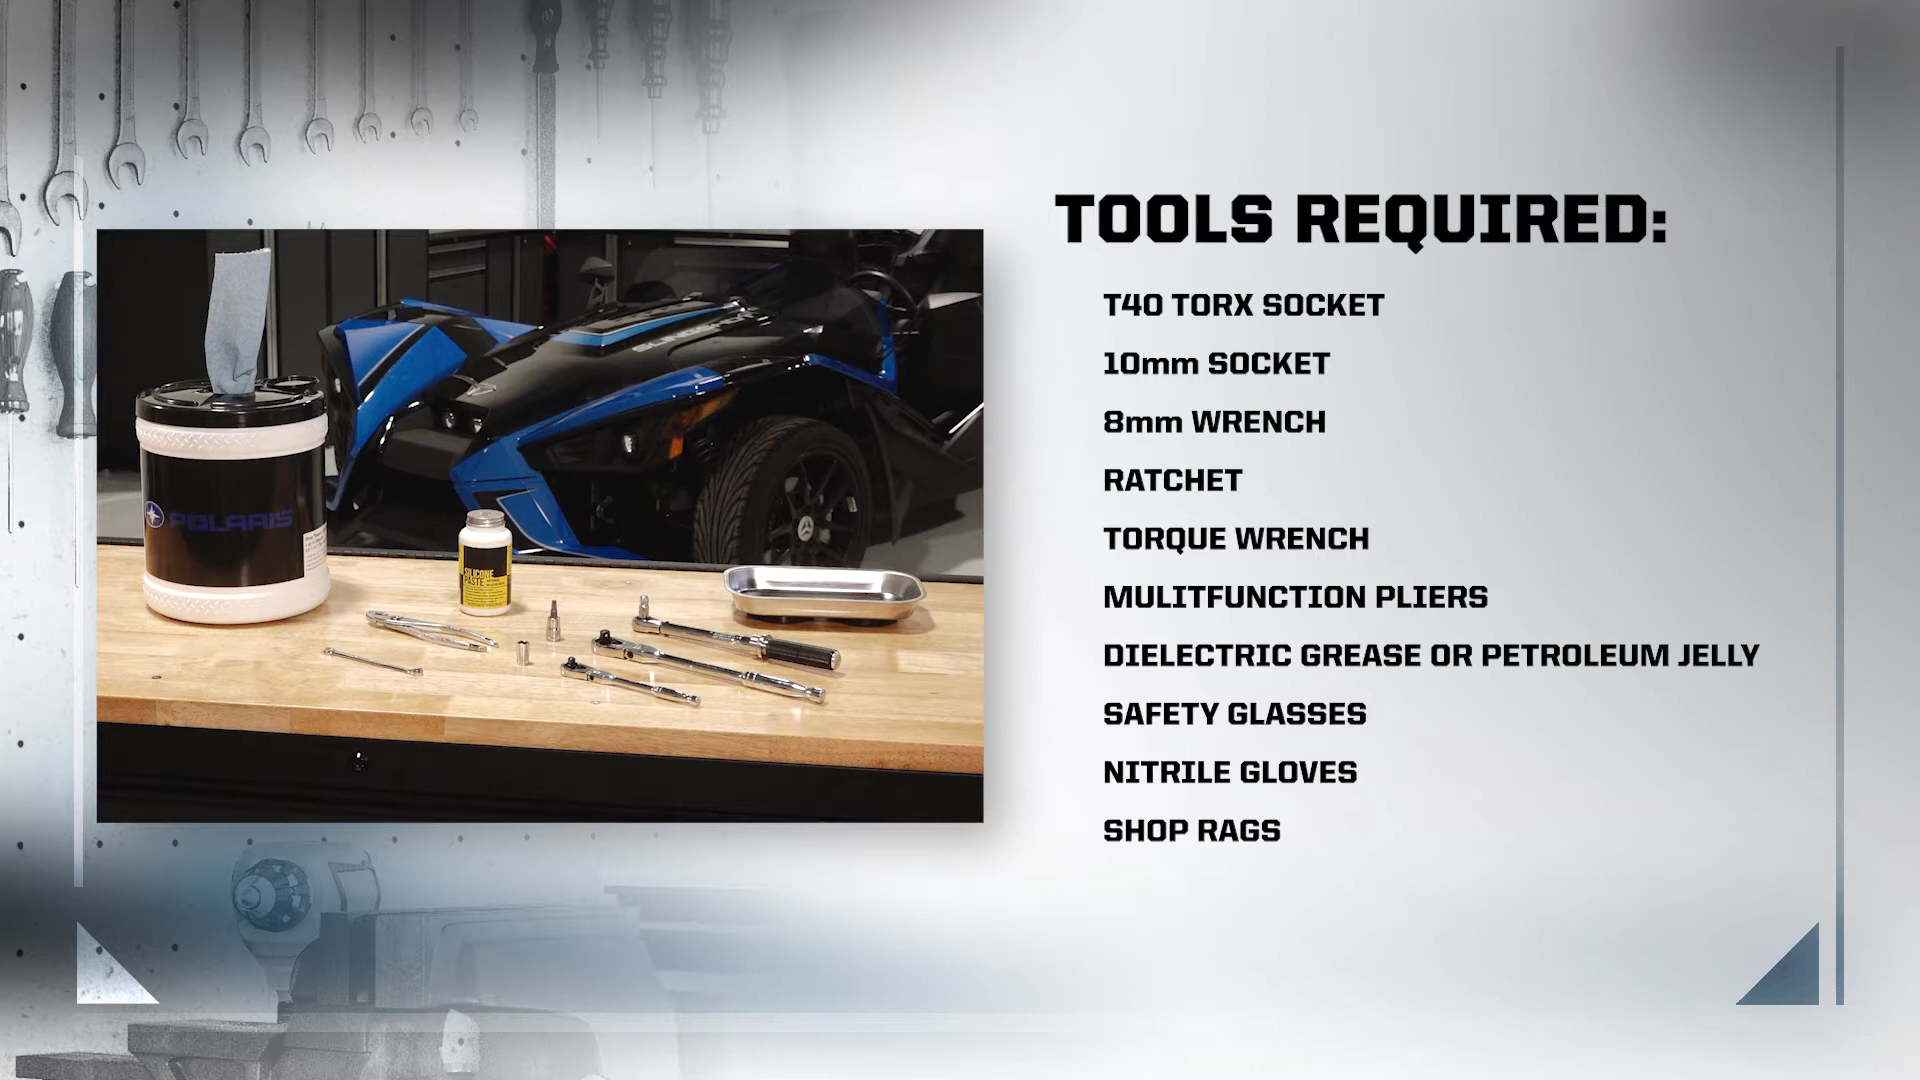 TOOLS REQUIRED:
T40 TORX SOCKET
10mm SOCKET
8mm WRENCH
RATCHET
TORQUE WRENCH
MULITFUNCTION PLIERS
DIELECTRIC GREASE OR PETROLEUM JELLY
SAFETY GLASSES
NITRILE GLOVES
SHOP RAGS
POLARIS
SILICONE
PASTE